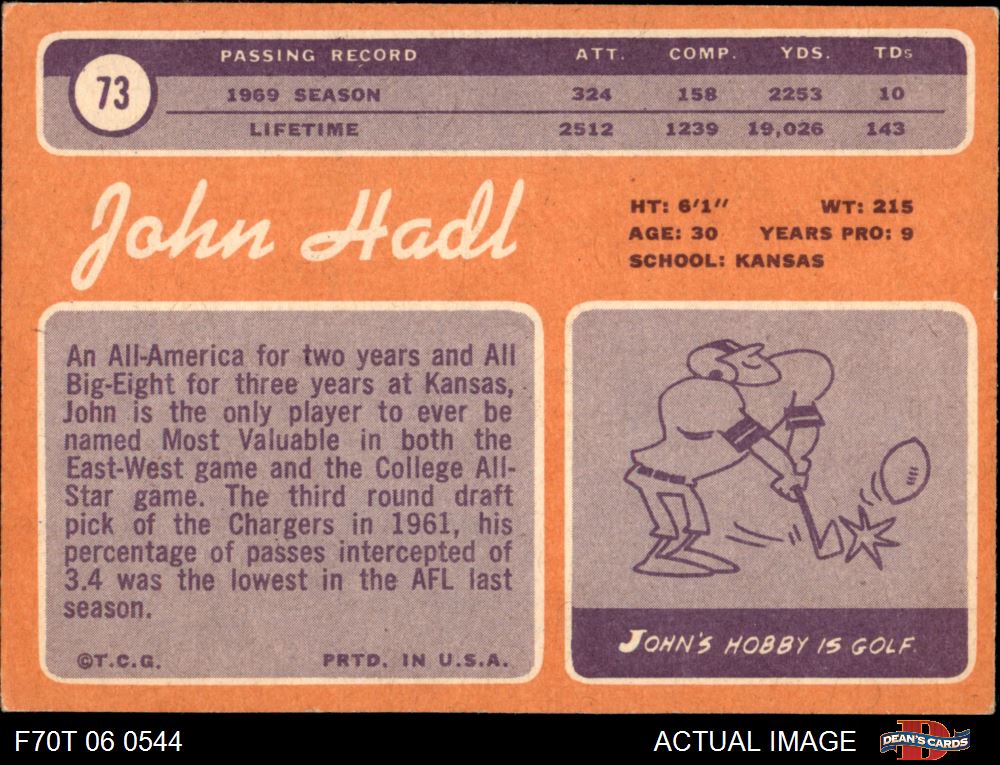 73
PASSING RECORD ATT. COMP. YDS. TDs
1969 SEASON 324 158 2253 10
LIFETIME 2512 1239 19,026 143
John Hadl
HT: 6'1" WT: 215
AGE: 30 YEARS PRO: 9
SCHOOL: KANSAS
An All-America for two years and All
Big-Eight for three years at Kansas,
John is the only player to ever be
named Most Valuable in both the
East-West game and the College All-
Star game. The third round draft
pick of the Chargers in 1961, his
percentage of passes intercepted of
3.4 was the lowest in the AFL last
season.
©T.C.G. PRTD. IN U.S.A.
JOHN'S HOBBY IS GOLF.
F70T 06 0544
ACTUAL IMAGE
D
DEAN'S CARDS